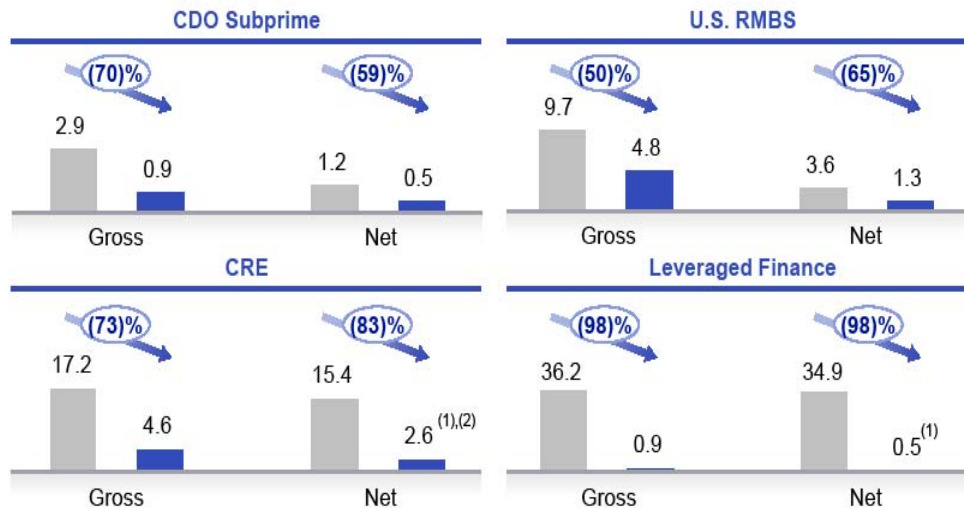 CDO Subprime
(70)%
(59)%
2.9
0.9
1.2
0.5
Gross
Net
U.S. RMBS
(50)%
(65)%
9.7
4.8
3.6
1.3
Gross
Net
CRE
(73)%
(83)%
17.2
4.6
15.4
2.6 (1),(2)
Gross
Net
Leveraged Finance
(98)%
(98)%
36.2
0.9
34.9
0.5 (1)
Gross
Net